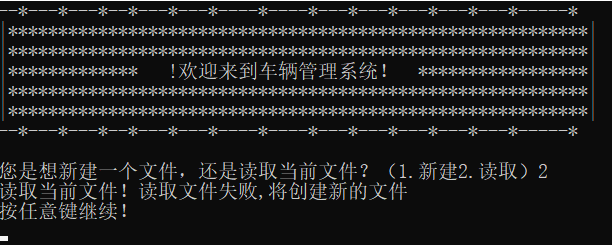 --*---*---*---*---*----*---*---*---*---*---*---*---*-----*
|***********************************************************|
|***********************************************************|
|*************   !欢迎来到车辆管理系统!   *****************|
|***********************************************************|
|***********************************************************|
--*---*---*---*---*----*---*---*---*---*---*---*---*-----*
您是想新建一个文件，还是读取当前文件？（1.新建2.读取）2
读取当前文件！读取文件失败,将创建新的文件
按任意键继续！